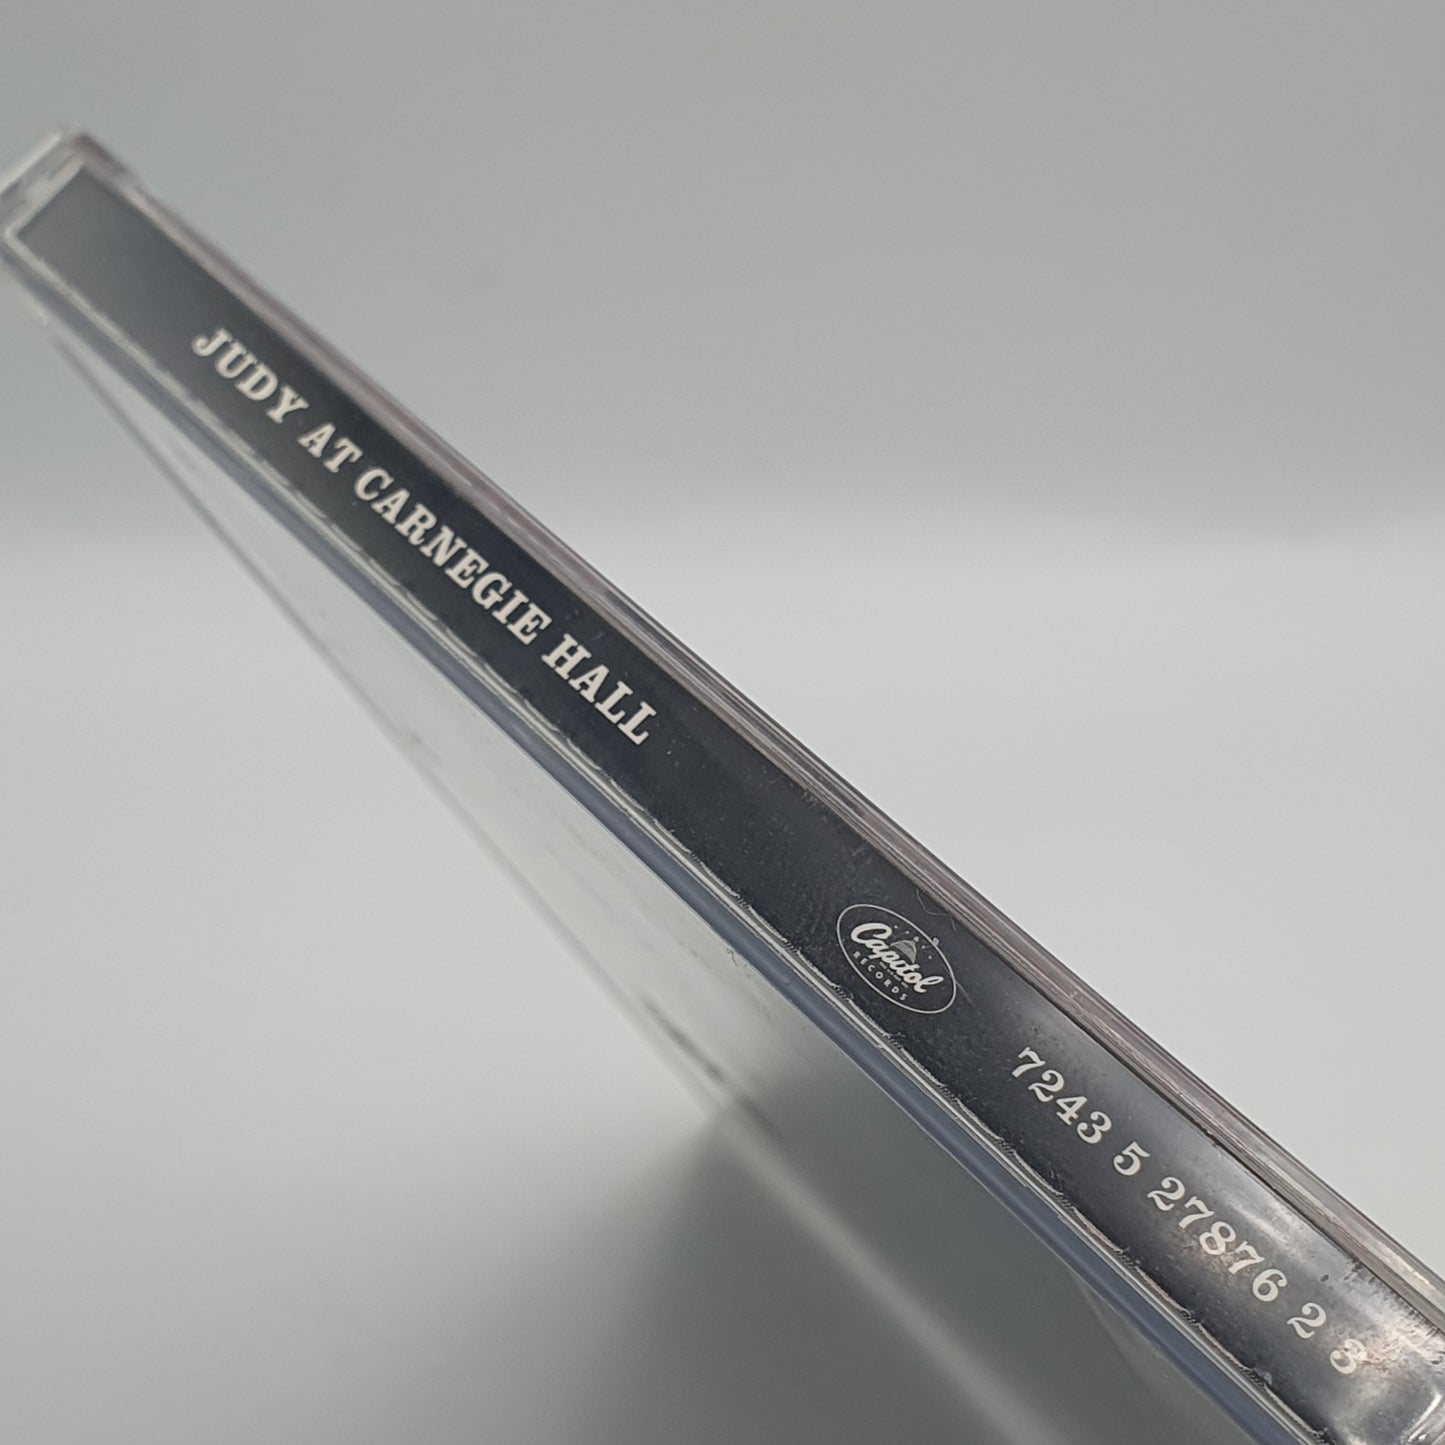 JUDY AT CARNEGIE HALL
Capitol
RECORDS
7243 5 27876 2 3